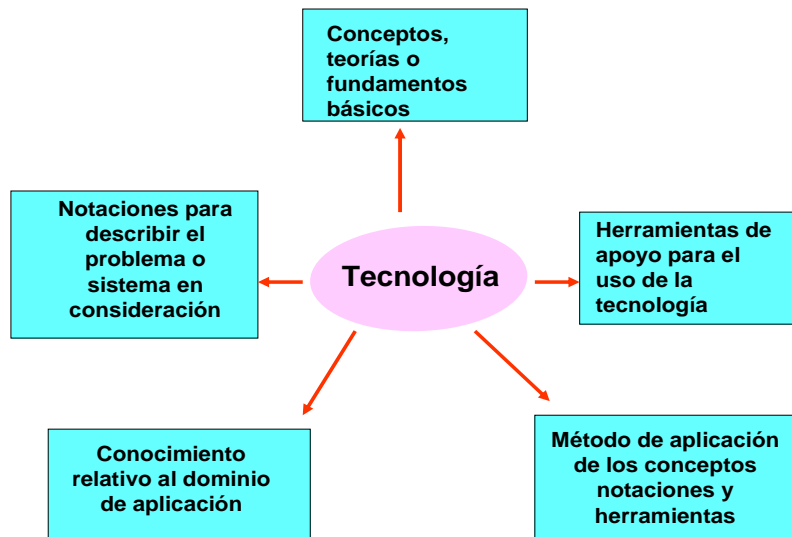 Conceptos,
teorías o
fundamentos
básicos
Notaciones para
describir el
problema o
sistema en
consideración
Tecnología
Herramientas de
apoyo para el
uso de la
tecnología
Conocimiento
relativo al dominio
de aplicación
Método de aplicación
de los conceptos
notaciones y
herramientas